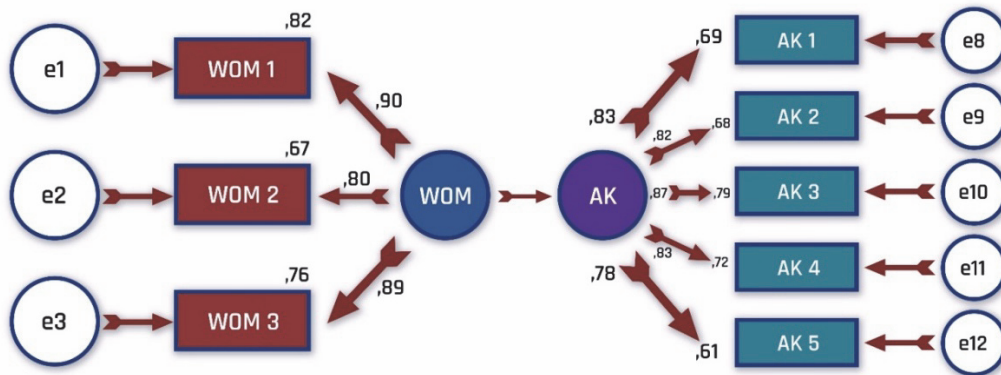 ,82
e1
WOM 1
,90
,67
e2
WOM 2
,80
WOM
,76
e3
WOM 3
,89
AK
,83
,69
AK 1
e8
,82
,68
AK 2
e9
,87
,79
AK 3
e10
,83
,72
AK 4
e11
,78
,61
AK 5
e12